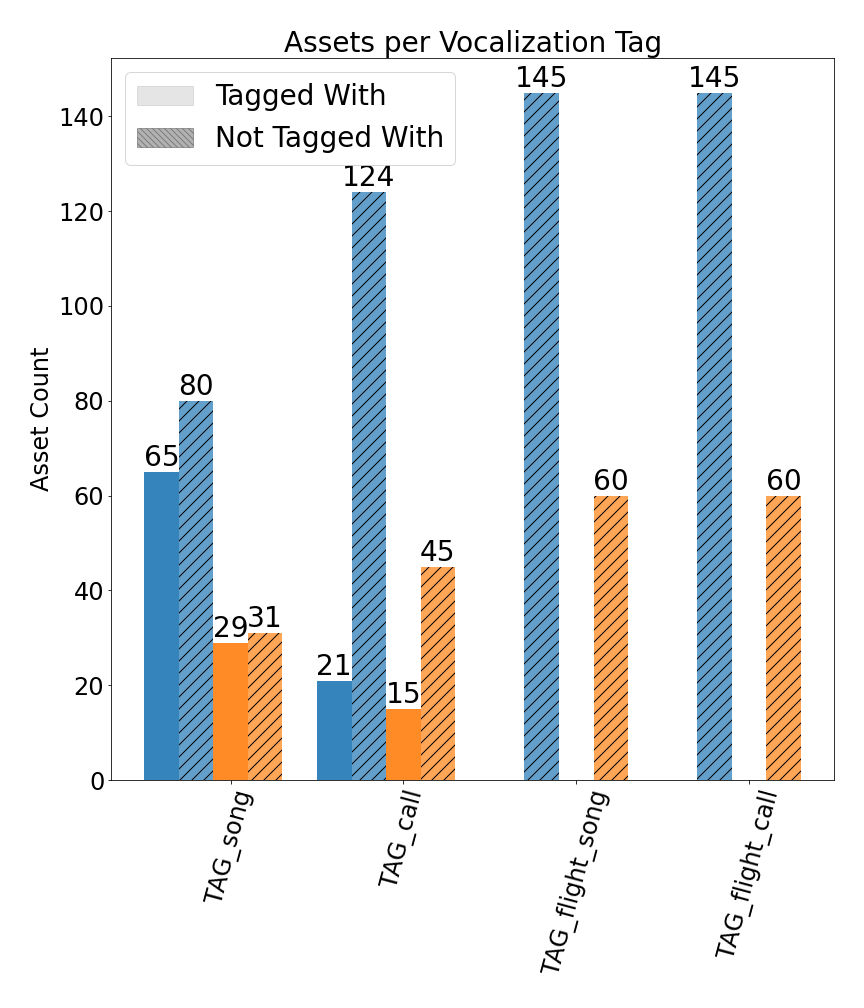 Assets per Vocalization Tag
Tagged With
Not Tagged With
145
145
124
80
65
60
60
45
29
31
21
15
140
120
100
80
60
40
20
0
Asset Count
TAG_song
TAG_call
TAG_flight_song
TAG_flight_call